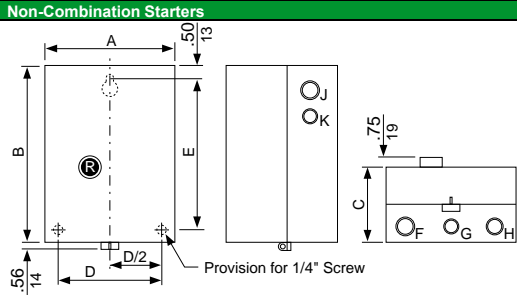 Non-Combination Starters
A
.50
13
B
E
R
J
K
.75
19
C
F
G
H
D/2
D
.56
14
Provision for 1/4" Screw